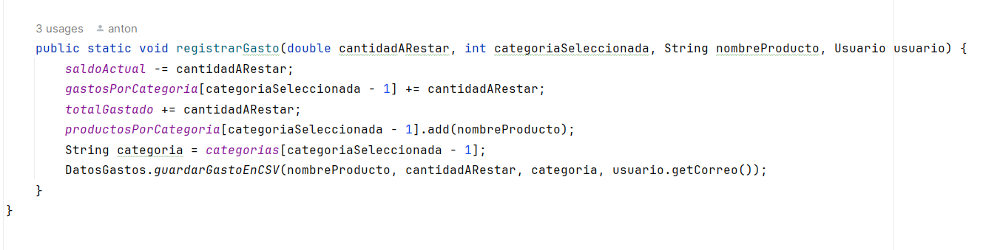 3 usages anton
public static void registrarGasto(double cantidadARestar, int categoriaSeleccionada, String nombreProducto, Usuario usuario) {
saldoActual -= cantidadARestar;
gastosPorCategoria[categoriaSeleccionada - 1] += cantidadARestar;
totalGastado += cantidadARestar;
productosPorCategoria[categoriaSeleccionada - 1].add(nombreProducto);
String categoria = categorias[categoriaSeleccionada - 1];
DatosGastos.guardarGastoEnCSV(nombreProducto, cantidadARestar, categoria, usuario.getCorreo());
}
}